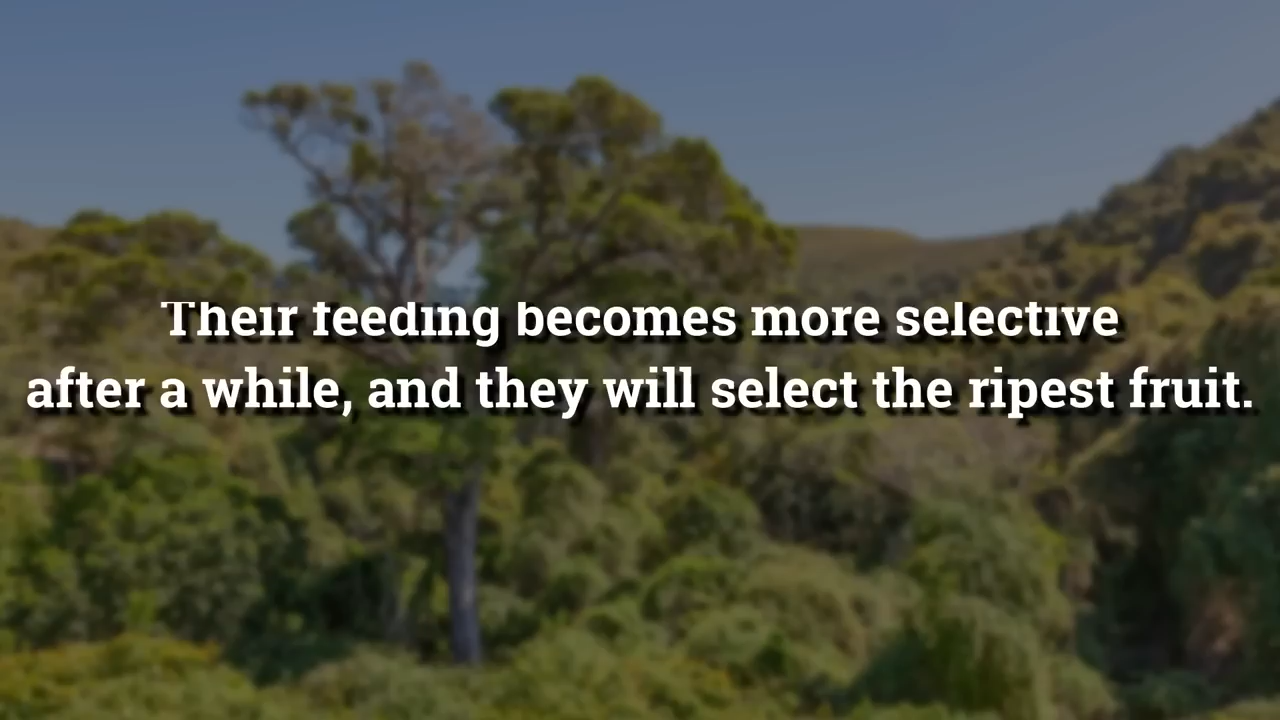 Their feeding becomes more selective
after a while, and they will select the ripest fruit.